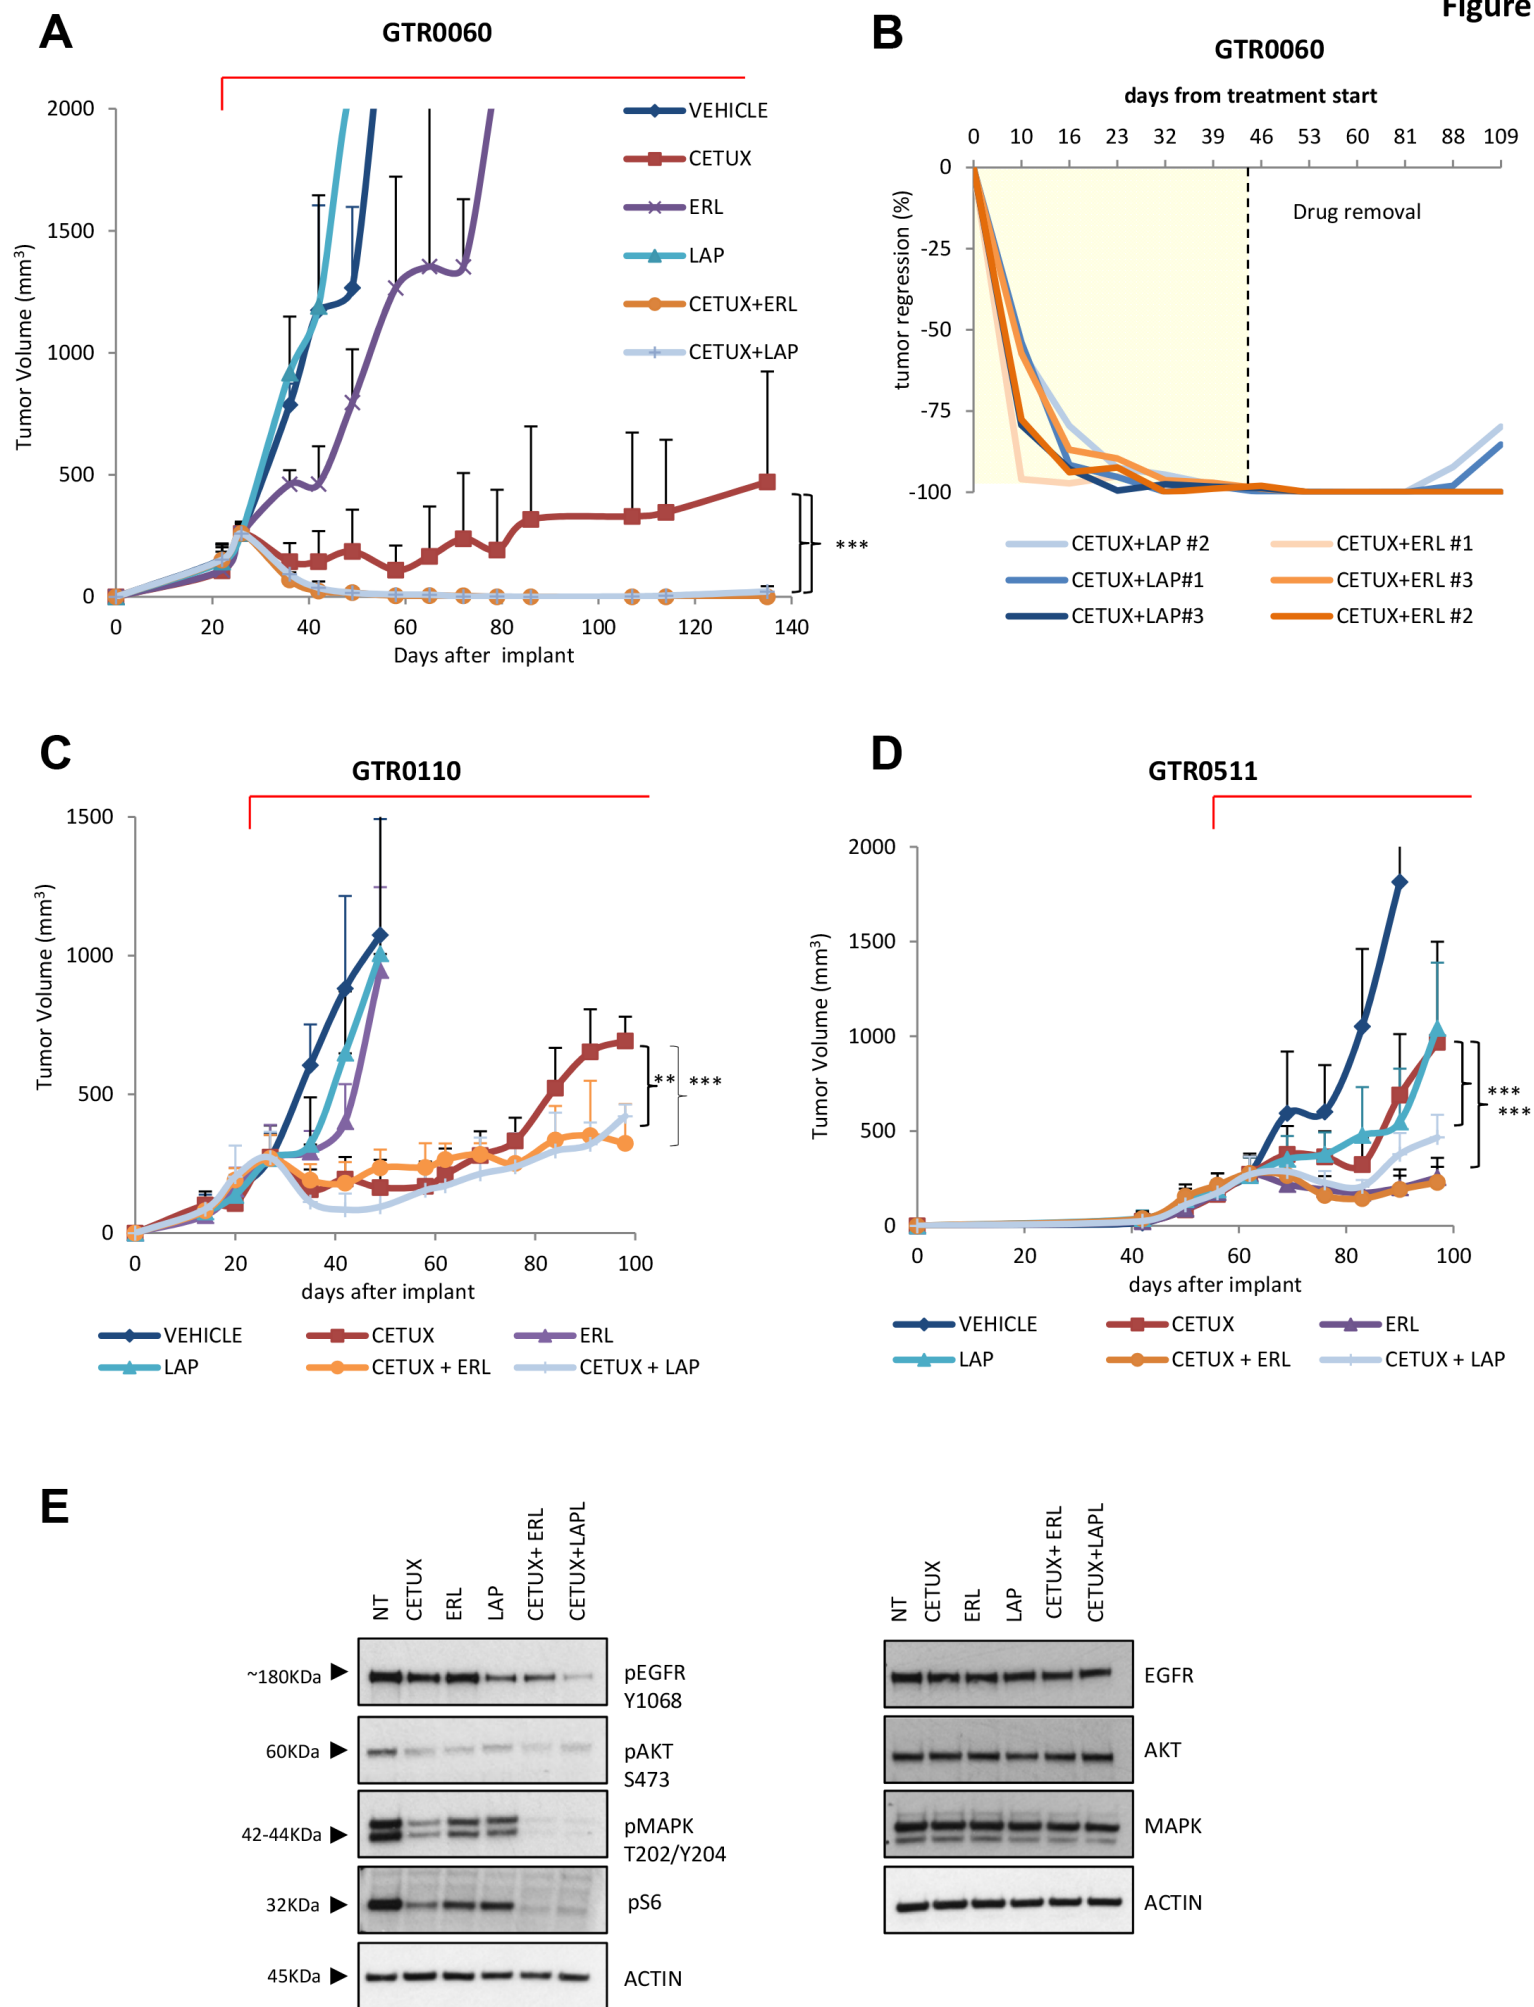 Figure
A
GTR0060
2000
1500
1000
500
0
0 20 40 60 80 100 120 140
Tumor Volume (mm³)
Days after implant
VEHICLE
CETUX
ERL
LAP
CETUX+ERL
CETUX+LAP
***
B
GTR0060
days from treatment start
0 10 16 23 32 39 46 53 60 81 88 109
0
-25
-50
-75
-100
tumor regression (%)
Drug removal
CETUX+LAP #2 CETUX+ERL #1
CETUX+LAP#1 CETUX+ERL #3
CETUX+LAP#3 CETUX+ERL #2
C
GTR0110
1500
1000
500
0
0 20 40 60 80 100
Tumor Volume (mm³)
days after implant
** ***
VEHICLE CETUX ERL
LAP CETUX + ERL CETUX + LAP
D
GTR0511
2000
1500
1000
500
0
0 20 40 60 80 100
Tumor Volume (mm³)
days after implant
***
***
VEHICLE CETUX ERL
LAP CETUX + ERL CETUX + LAP
E
NT CETUX ERL LAP CETUX+ ERL CETUX+LAPL
~180KDa pEGFR
Y1068
60KDa pAKT
S473
42-44KDa pMAPK
T202/Y204
32KDa pS6
45KDa ACTIN
NT CETUX ERL LAP CETUX+ ERL CETUX+LAPL
EGFR
AKT
MAPK
ACTIN